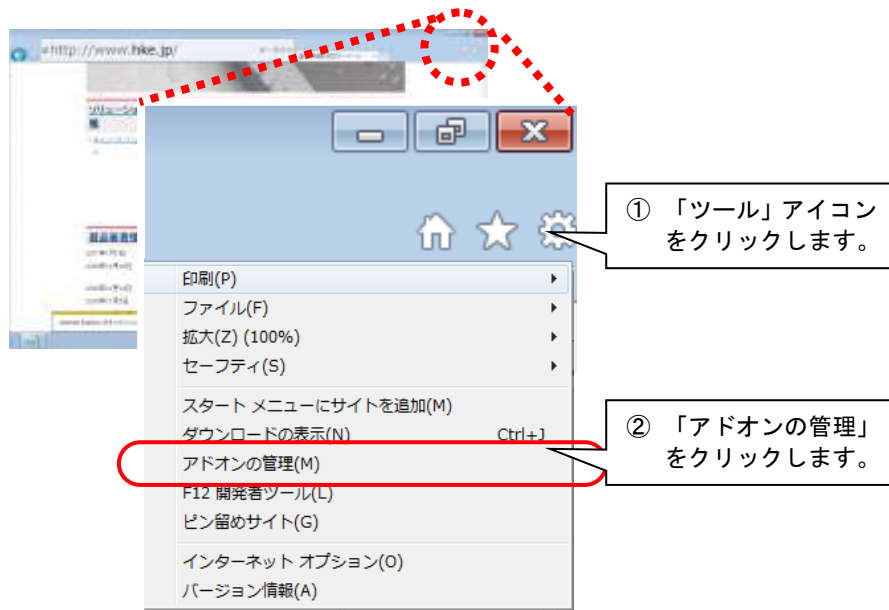 http://www.hke.jp/
① 「ツール」アイコン
をクリックします。
印刷(P)
ファイル(F)
拡大(Z) (100%)
セーフティ(S)
スタート メニューにサイトを追加(M)
ダウンロードの表示(N) Ctrl+J
アドオンの管理(M)
F12 開発者ツール(L)
ピン留めサイト(G)
インターネット オプション(O)
バージョン情報(A)
② 「アドオンの管理」
をクリックします。